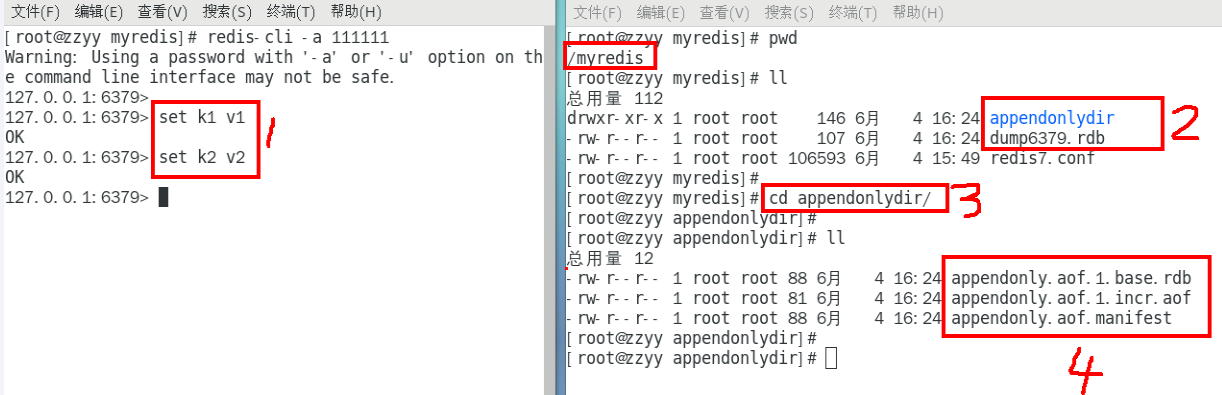 文件(F) 编辑(E) 查看(V) 搜索(S) 终端(T) 帮助(H)
[root@zzyy myredis]# redis-cli -a 111111
Warning: Using a password with '-a' or '-u' option on th
e command line interface may not be safe.
127.0.0.1:6379>
127.0.0.1:6379> set k1 v1
OK
127.0.0.1:6379> set k2 v2
OK
127.0.0.1:6379>
1
文件(F) 编辑(E) 查看(V) 搜索(S) 终端(T) 帮助(H)
[root@zzyy myredis]# pwd
/myredis
[root@zzyy myredis]# ll
总用量 112
drwxr-xr-x 1 root root 146 6月 4 16:24 appendonlydir
-rw-r--r-- 1 root root 107 6月 4 16:24 dump6379.rdb
-rw-r--r-- 1 root root 106593 6月 4 15:49 redis7.conf
2
[root@zzyy myredis]#
[root@zzyy myredis]# cd appendonlydir/
3
[root@zzyy appendonlydir]#
[root@zzyy appendonlydir]# ll
总用量 12
-rw-r--r-- 1 root root 88 6月 4 16:24 appendonly.aof.1.base.rdb
-rw-r--r-- 1 root root 81 6月 4 16:24 appendonly.aof.1.incr.aof
-rw-r--r-- 1 root root 88 6月 4 16:24 appendonly.aof.manifest
[root@zzyy appendonlydir]#
[root@zzyy appendonlydir]#
4